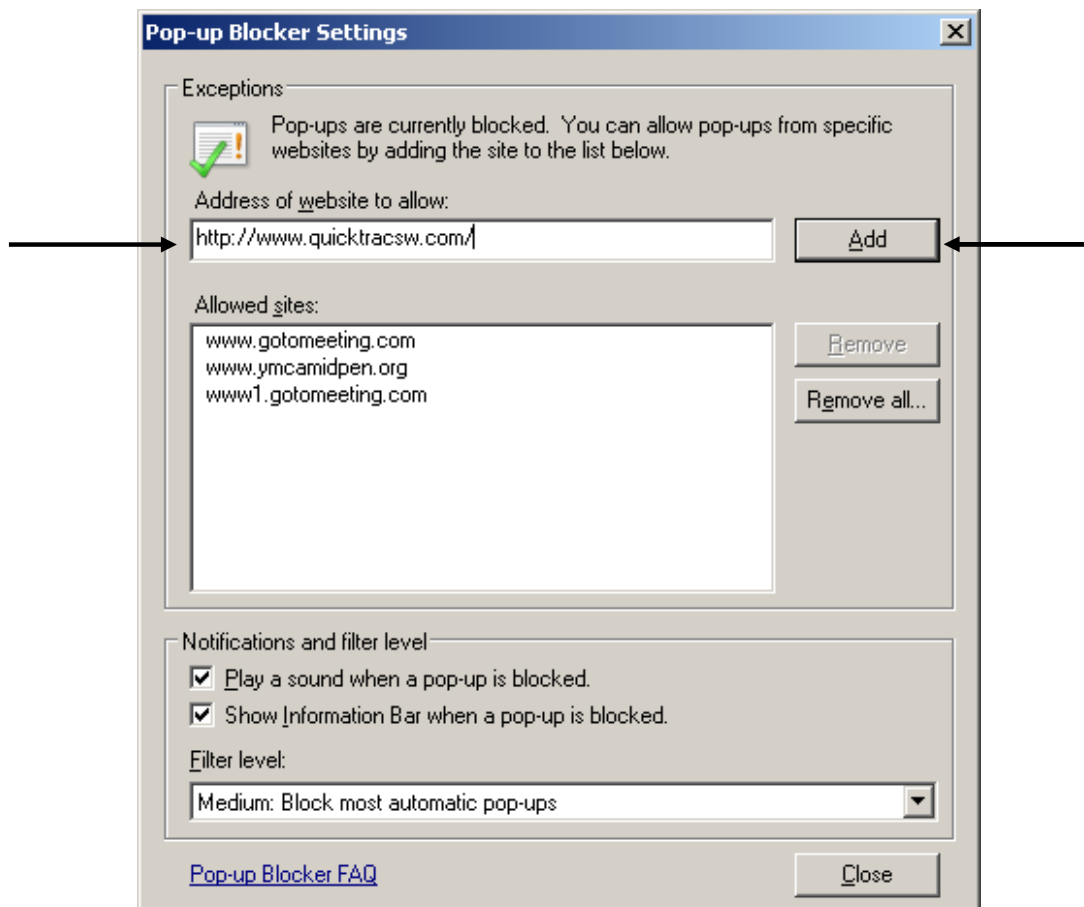 Pop-up Blocker Settings
Exceptions
Pop-ups are currently blocked.  You can allow pop-ups from specific
websites by adding the site to the list below.
Address of website to allow:
http://www.quicktracsw.com/
Add
Allowed sites:
www.gotomeeting.com
www.ymcamidpen.org
www1.gotomeeting.com
Remove
Remove all...
Notifications and filter level
Play a sound when a pop-up is blocked.
Show Information Bar when a pop-up is blocked.
Filter level:
Medium: Block most automatic pop-ups
Pop-up Blocker FAQ
Close